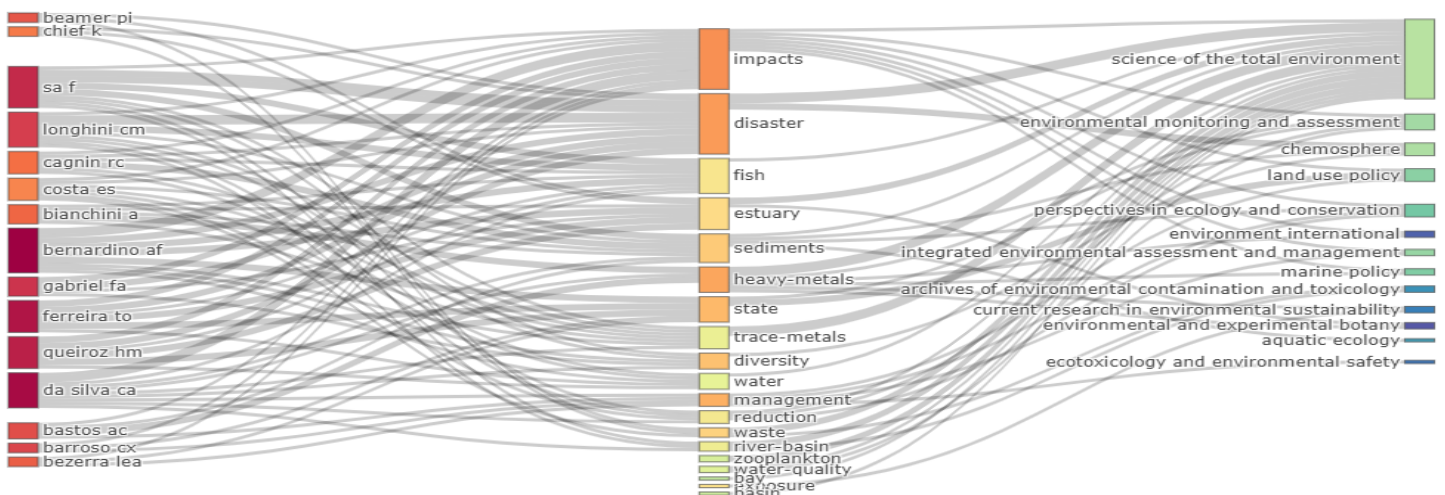 beamer pi
chief k
sa f
longhini cm
cagnin rc
costa es
bianchini a
bernardino af
gabriel fa
ferreira to
queiroz hm
da silva ca
bastos ac
barroso cx
bezerra lea
impacts
disaster
fish
estuary
sediments
heavy-metals
state
trace-metals
diversity
water
management
reduction
waste
river-basin
zooplankton
water-quality
bay
exposure
basin
science of the total environment
environmental monitoring and assessment
chemosphere
land use policy
perspectives in ecology and conservation
environment international
integrated environmental assessment and management
marine policy
archives of environmental contamination and toxicology
current research in environmental sustainability
environmental and experimental botany
aquatic ecology
ecotoxicology and environmental safety